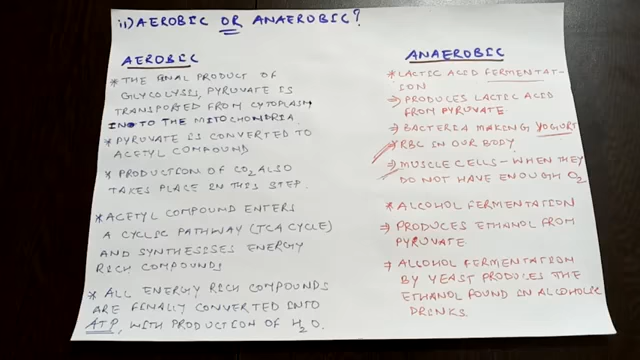 ii) AEROBIC OR ANAEROBIC?
AEROBIC
* THE FINAL PRODUCT OF
GLYCOLYSIS, PYRUVATE IS
TRANSPORTED FROM CYTOPLASM
INTO THE MITOCHONDRIA.
* PYRUVATE IS CONVERTED TO
ACETYL COMPOUND
* PRODUCTION OF CO2 ALSO
TAKES PLACE IN THIS STEP.
* ACETYL COMPOUND ENTERS
A CYCLIC PATHWAY (TCA CYCLE)
AND SYNTHESISES ENERGY
RICH COMPOUNDS
* ALL ENERGY RICH COMPOUNDS
ARE FINALLY CONVERTED INTO
ATP, WITH PRODUCTION OF H2O.
ANAEROBIC
* LACTIC ACID FERMENTAT-
ION
⇒ PRODUCES LACTIC ACID
FROM PYRUVATE
⇒ BACTERIA MAKING YOGURT
⇒ RBC IN OUR BODY
⇒ MUSCLE CELLS - WHEN THEY
DO NOT HAVE ENOUGH O2
* ALCOHOL FERMENTATION
⇒ PRODUCES ETHANOL FROM
PYRUVATE
⇒ ALCOHOL FERMENTATION
BY YEAST PRODUCES THE
ETHANOL FOUND IN ALCOHOLIC
DRINKS